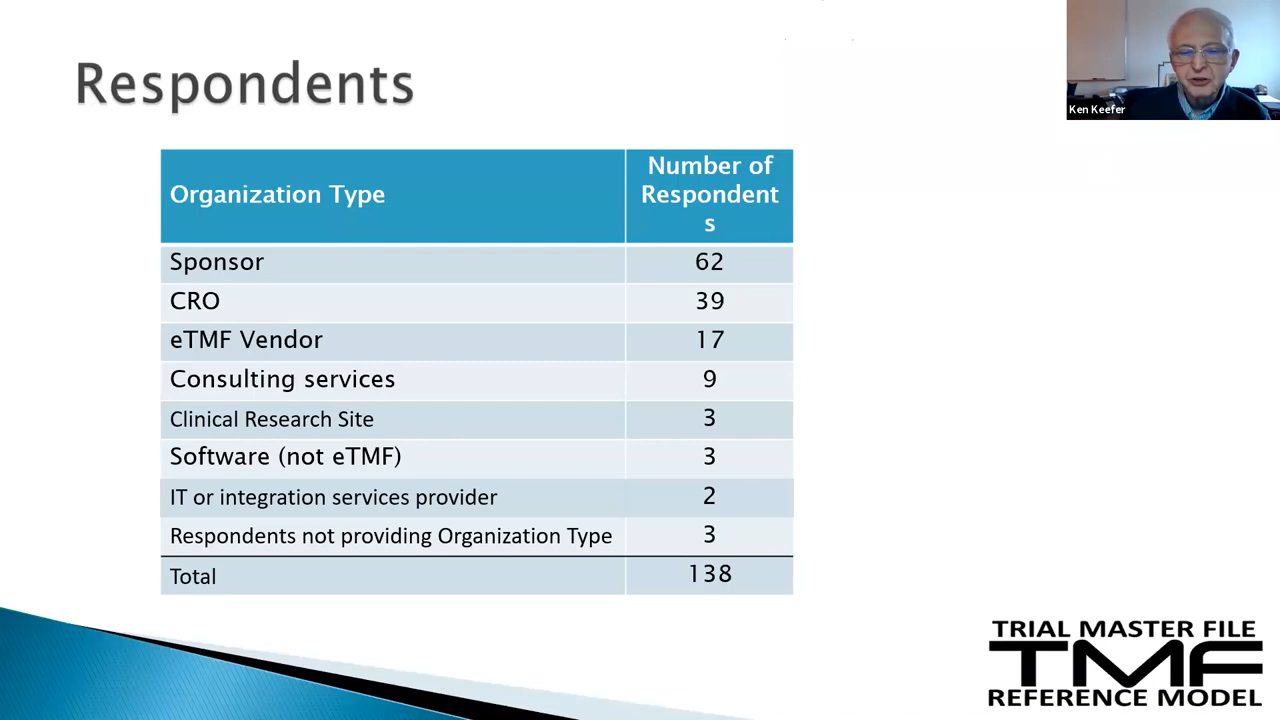 Respondents
Ken Keefer
Organization Type
Number of
Respondent
s
Sponsor 62
CRO 39
eTMF Vendor 17
Consulting services 9
Clinical Research Site 3
Software (not eTMF) 3
IT or integration services provider 2
Respondents not providing Organization Type 3
Total 138
TRIAL MASTER FILE
TMF
REFERENCE MODEL